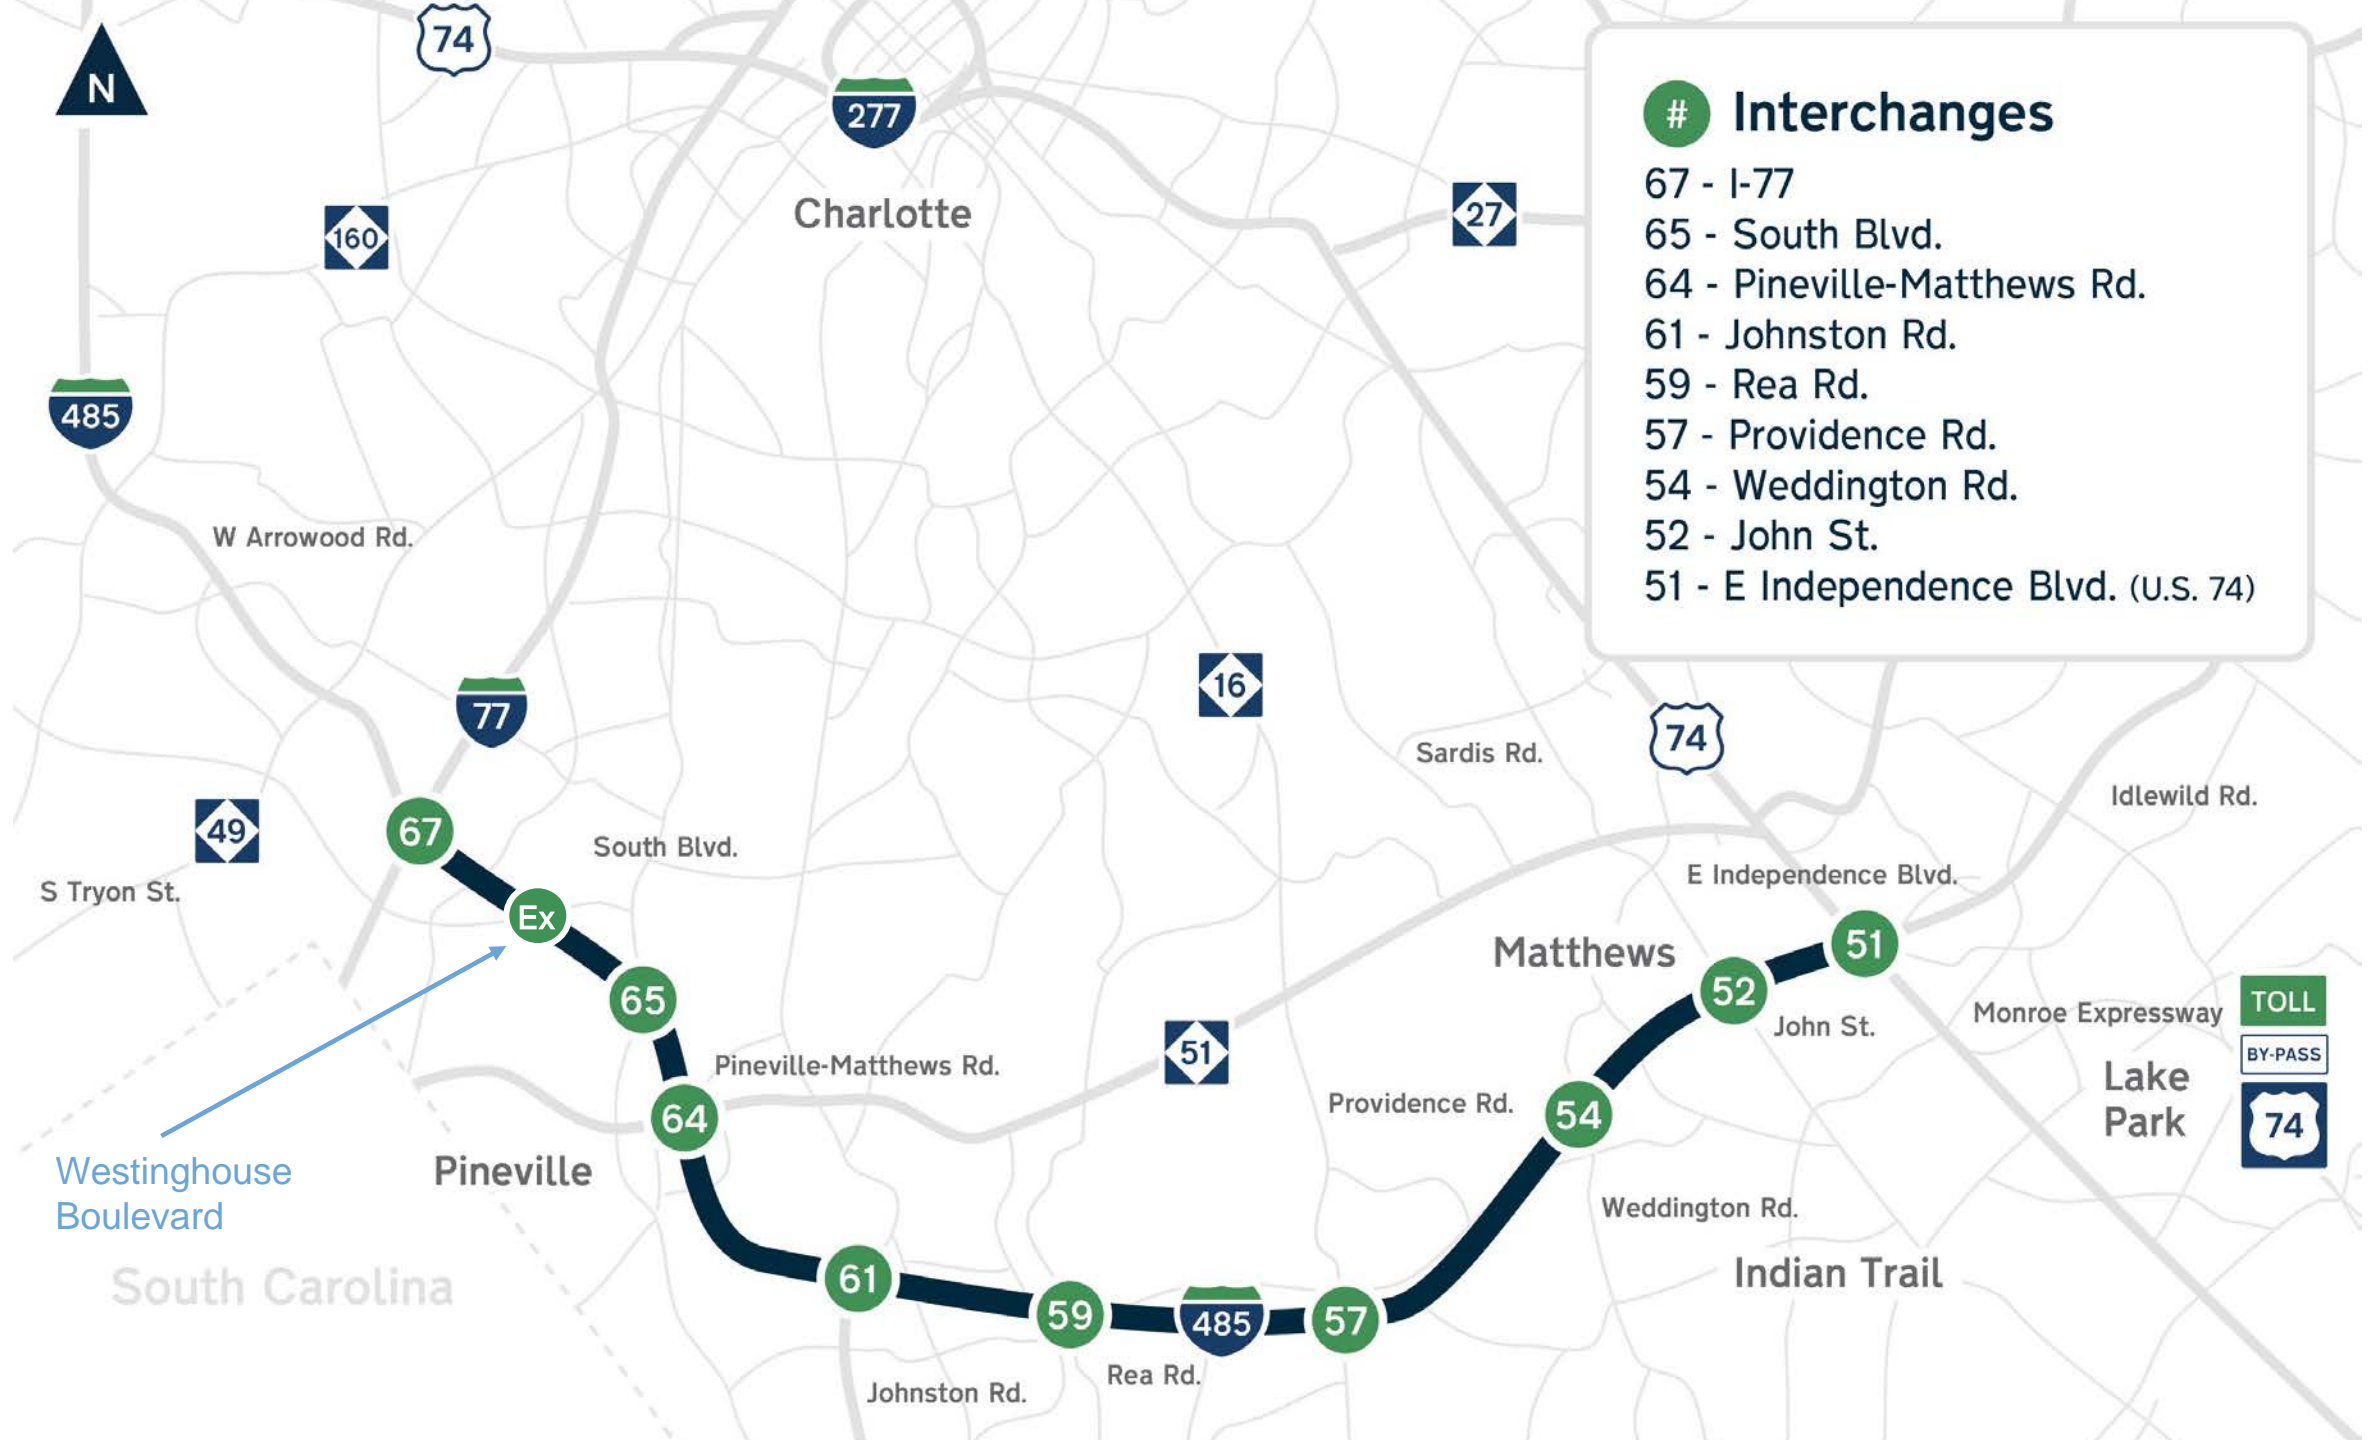 N
74
277
Charlotte
160
27
485
W Arrowood Rd.
# Interchanges
67 - I-77
65 - South Blvd.
64 - Pineville-Matthews Rd.
61 - Johnston Rd.
59 - Rea Rd.
57 - Providence Rd.
54 - Weddington Rd.
52 - John St.
51 - E Independence Blvd. (U.S. 74)
77
16
Sardis Rd.
74
Idlewild Rd.
49
67
South Blvd.
S Tryon St.
E Independence Blvd.
Ex
Matthews
51
65
52
Monroe Expressway
TOLL
John St.
BY-PASS
51
Pineville-Matthews Rd.
Lake
Park
74
64
Providence Rd.
54
Pineville
Westinghouse
Boulevard
Weddington Rd.
South Carolina
Indian Trail
61
59
485
57
Rea Rd.
Johnston Rd.